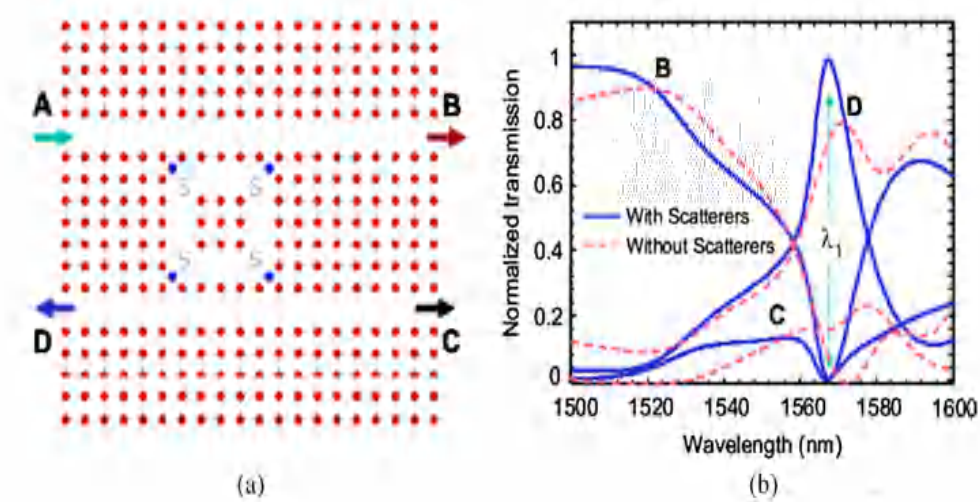 A
B
S S
S S
D
C
(a)
Normalized transmission
1
0.8
0.6
0.4
0.2
0
B
D
With Scatterers
Without Scatterers
λ₁
C
1500 1520 1540 1560 1580 1600
Wavelength (nm)
(b)